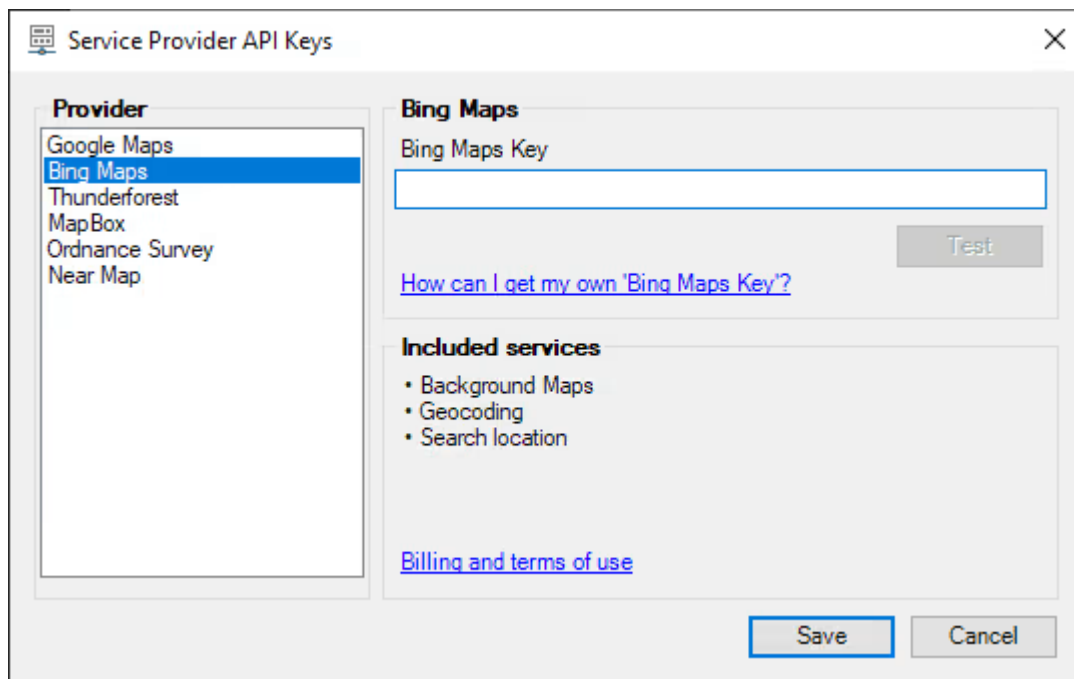 Service Provider API Keys
Provider
Google Maps
Bing Maps
Thunderforest
MapBox
Ordnance Survey
Near Map
Bing Maps
Bing Maps Key
Test
How can I get my own 'Bing Maps Key'?
Included services
• Background Maps
• Geocoding
• Search location
Billing and terms of use
Save
Cancel